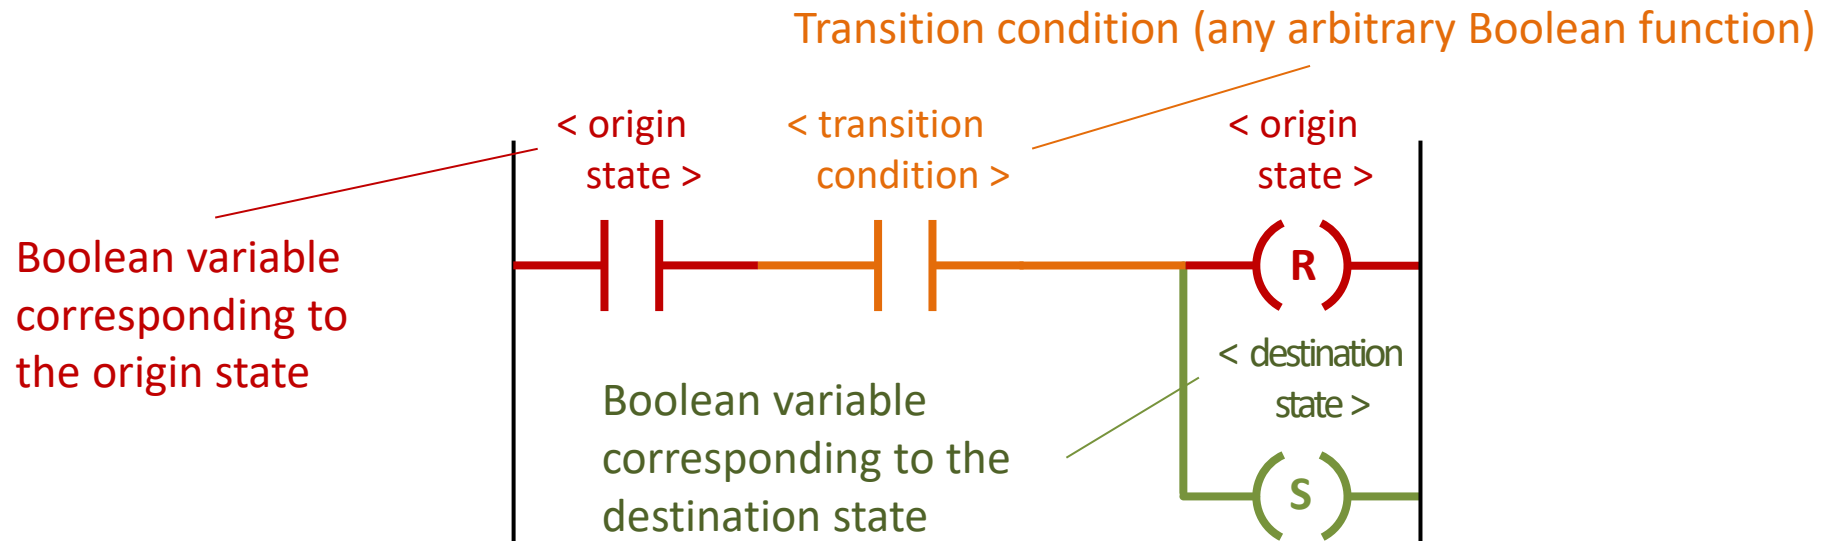 Transition condition (any arbitrary Boolean function)
< origin
state >
< transition
condition >
< origin
state >
Boolean variable
corresponding to
the origin state
R
< destination
state >
Boolean variable
corresponding to the
destination state
S